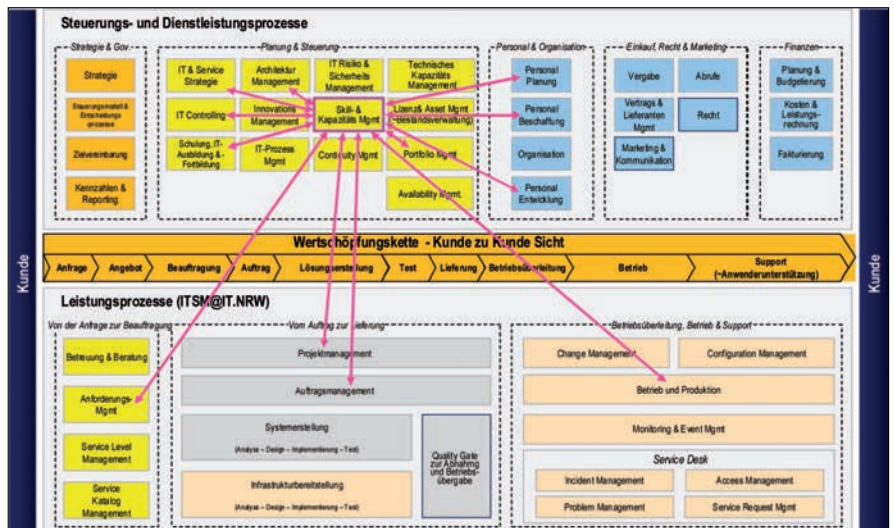 Steuerungs- und Dienstleistungsprozesse
Strategie & Gov.
Strategie
Steuerungsmodell &
Entscheidungs-
prozesse
Zielvereinbarung
Kennzahlen &
Reporting
Planung & Steuerung
IT & Service
Strategie
Architektur
Management
IT Risiko &
Sicherheits
Management
Technisches
Kapazitäts
Management
IT Controlling
Innovations
Management
Skill- &
Kapazitäts Mgmt
Lizenz& Asset Mgmt
(~Bestandsverwaltung)
Schulung, IT-
Ausbildung &-
Fortbildung
IT-Prozess
Mgmt
Continuity Mgmt
Portfolio Mgmt
Availability Mgmt.
Personal & Organisation
Personal
Planung
Personal
Beschaffung
Organisation
Personal
Entwicklung
Einkauf, Recht & Marketing
Vergabe
Abrufe
Vertrags &
Lieferanten
Mgmt
Recht
Marketing &
Kommunikation
Finanzen
Planung &
Budgetierung
Kosten &
Leistungs-
rechnung
Fakturierung
Kunde
Wertschöpfungskette - Kunde zu Kunde Sicht
Anfrage
Angebot
Beauftragung
Auftrag
Lösungserstellung
Test
Lieferung
Betriebsüberleitung
Betrieb
Support
(~Anwenderunterstützung)
Kunde
Leistungsprozesse (ITSM@IT.NRW)
Von der Anfrage zur Beauftragung
Betreuung & Beratung
Anforderungs-
Mgmt
Service Level
Management
Service
Katalog
Management
Vom Auftrag zur Lieferung
Projektmanagement
Auftragsmanagement
Systemerstellung
(Analyse – Design – Implementierung – Test)
Infrastrukturbereitstellung
(Analyse – Design – Implementierung – Test)
Quality Gate
zur Abnahme
und Betriebs-
übergabe
Betriebsüberleitung, Betrieb & Support
Change Management
Configuration Management
Betrieb und Produktion
Monitoring & Event Mgmt
Service Desk
Incident Management
Access Management
Problem Management
Service Request Mgmt